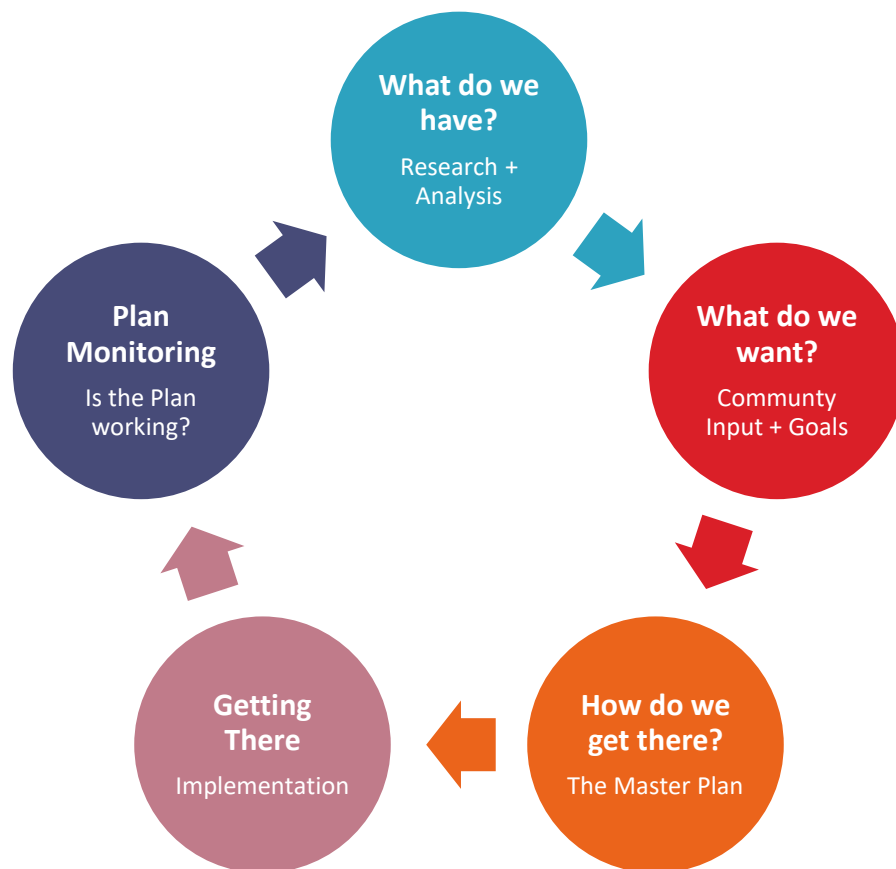 What do we
have?
Research +
Analysis
What do we
want?
Communty
Input + Goals
How do we
get there?
The Master Plan
Getting
There
Implementation
Plan
Monitoring
Is the Plan
working?